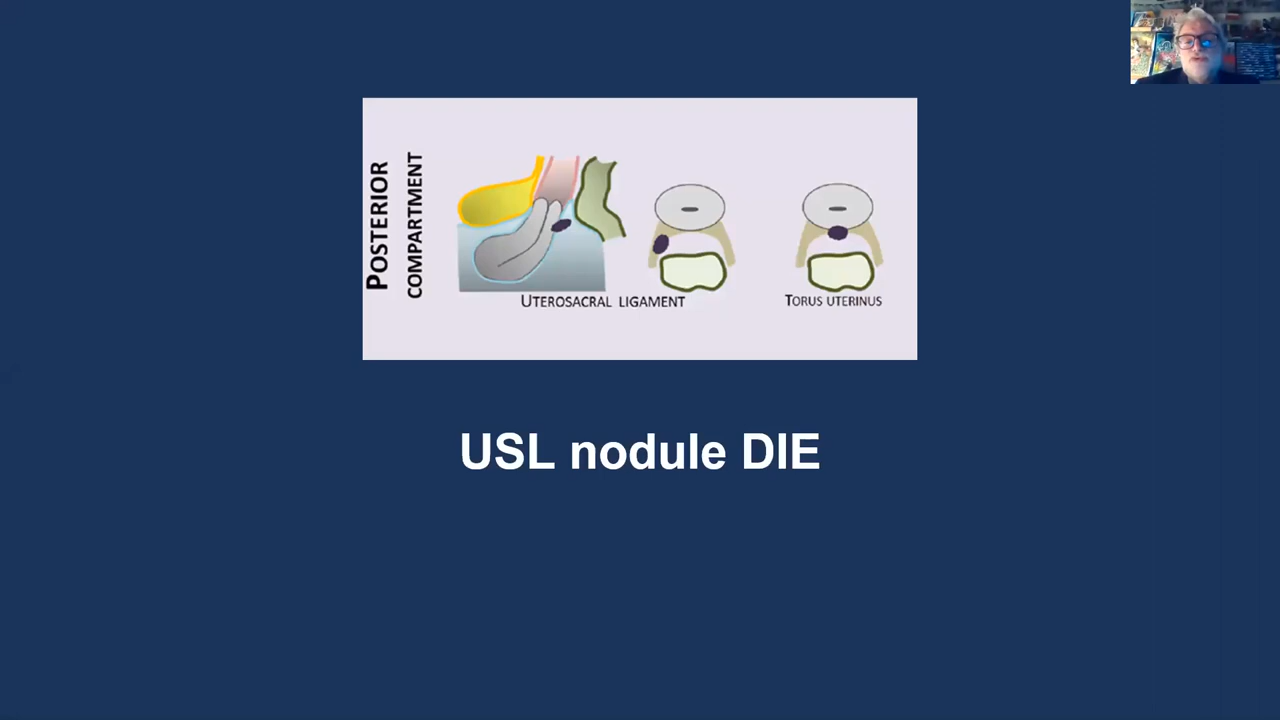 POSTERIOR
COMPARTMENT
UTEROSACRAL LIGAMENT
TORUS UTERINUS
USL nodule DIE